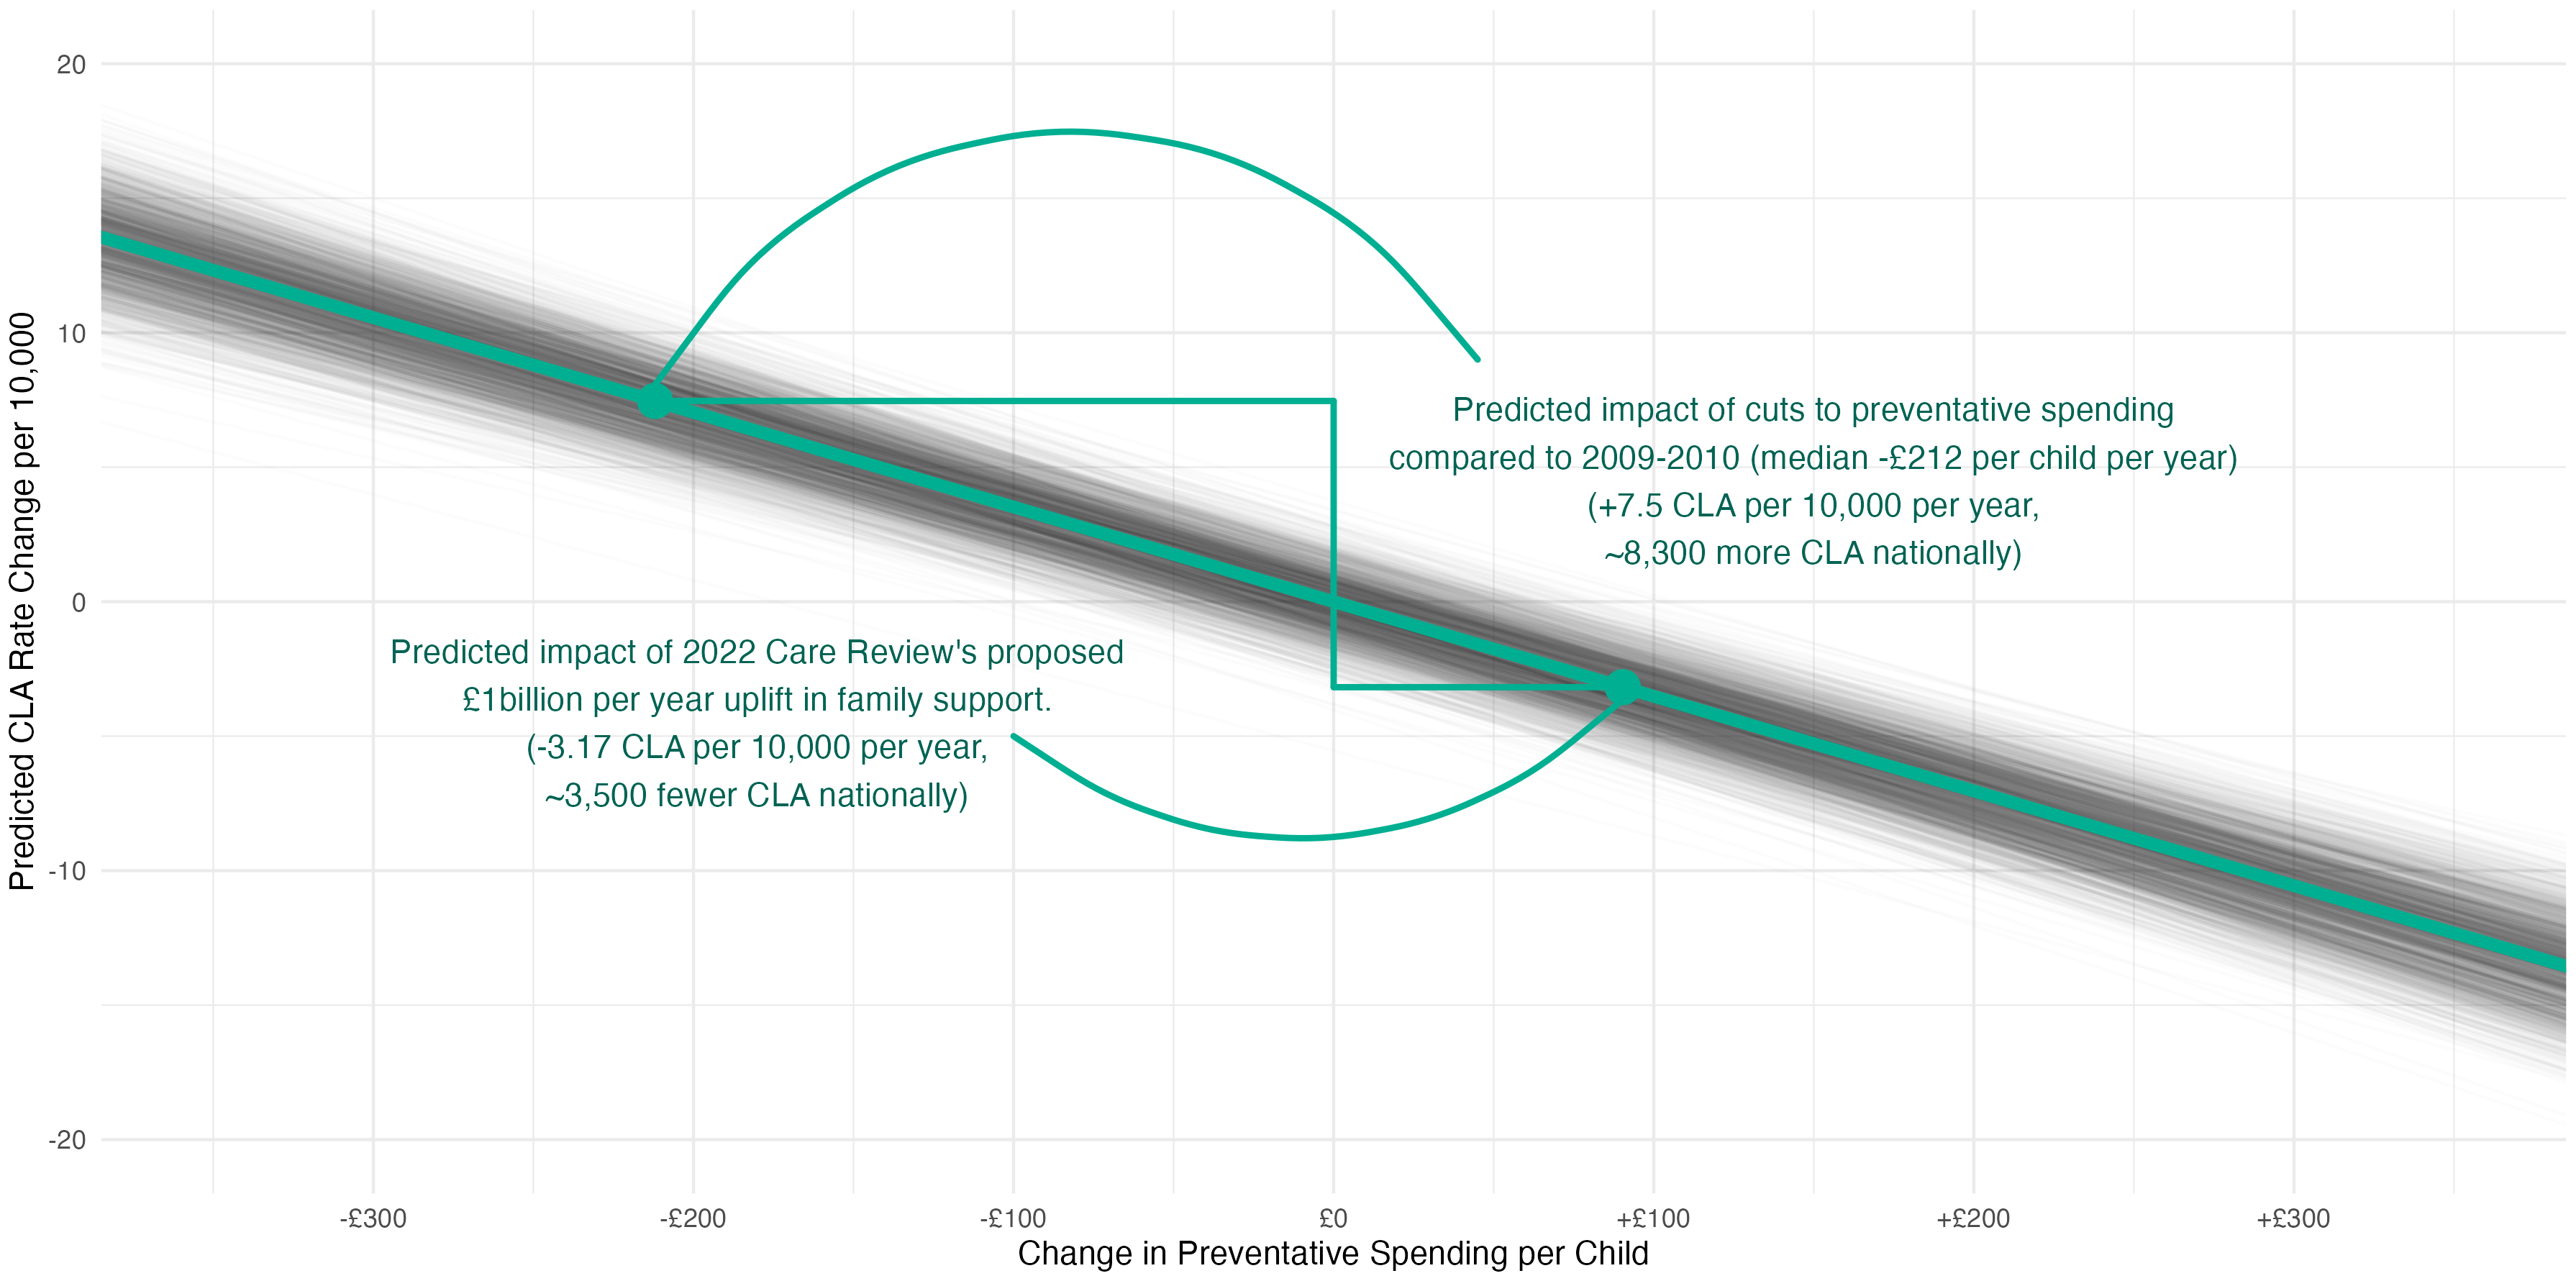 20
10
0
-10
-20
Predicted CLA Rate Change per 10,000
Predicted impact of cuts to preventative spending
compared to 2009-2010 (median -£212 per child per year)
(+7.5 CLA per 10,000 per year,
~8,300 more CLA nationally)
Predicted impact of 2022 Care Review's proposed
£1billion per year uplift in family support.
(-3.17 CLA per 10,000 per year,
~3,500 fewer CLA nationally)
-£300 -£200 -£100 £0 +£100 +£200 +£300
Change in Preventative Spending per Child